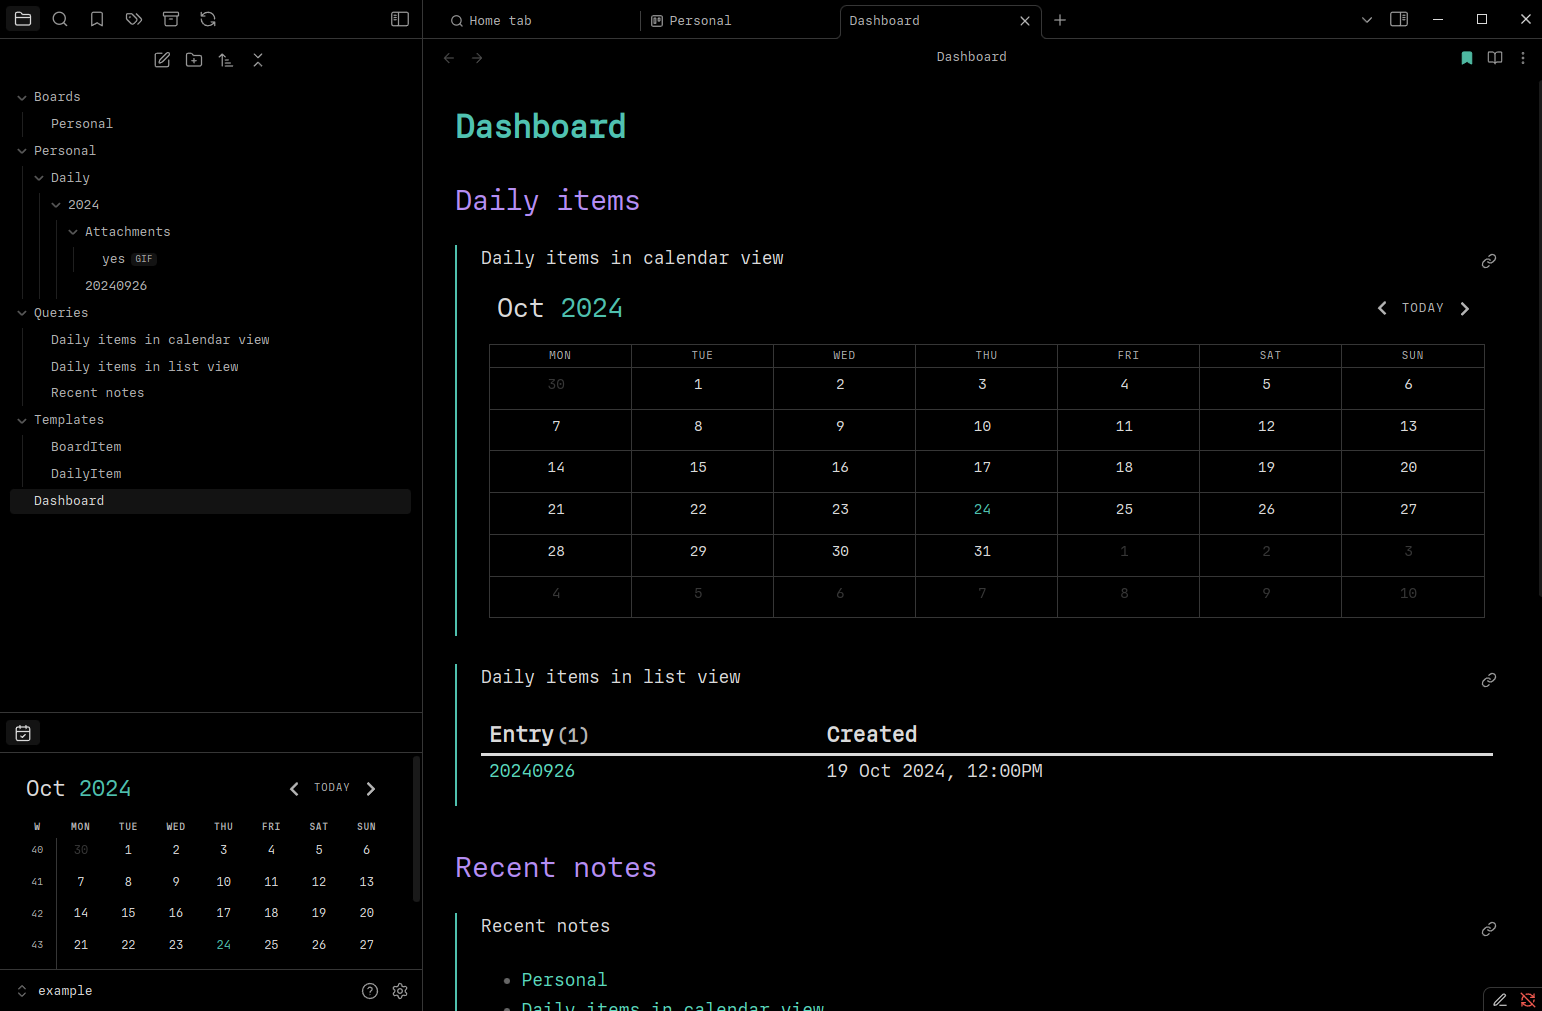 Home tab
Personal
Dashboard
Dashboard
Boards
Personal
Personal
Daily
2024
Attachments
yes GIF
20240926
Queries
Daily items in calendar view
Daily items in list view
Recent notes
Templates
BoardItem
DailyItem
Dashboard
Oct 2024 TODAY
W MON TUE WED THU FRI SAT SUN
40 30 1 2 3 4 5 6
41 7 8 9 10 11 12 13
42 14 15 16 17 18 19 20
43 21 22 23 24 25 26 27
example
Dashboard
Daily items
Daily items in calendar view
Oct 2024 TODAY
MON TUE WED THU FRI SAT SUN
30 1 2 3 4 5 6
7 8 9 10 11 12 13
14 15 16 17 18 19 20
21 22 23 24 25 26 27
28 29 30 31 1 2 3
4 5 6 7 8 9 10
Daily items in list view
Entry (1) Created
20240926 19 Oct 2024, 12:00PM
Recent notes
Recent notes
Personal
Daily items in calendar view